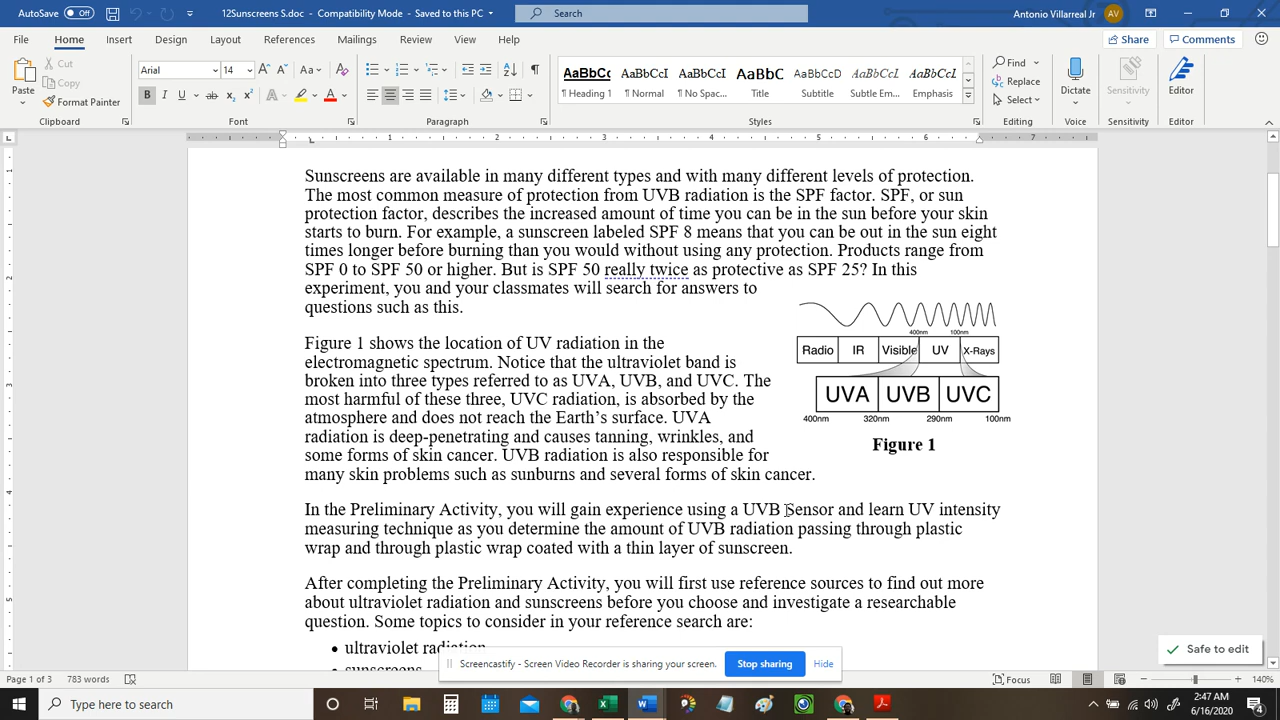 AutoSave Off 12Sunscreens S.doc - Compatibility Mode - Saved to this PC Search Antonio Villarreal Jr AV
File Home Insert Design Layout References Mailings Review View Help Share Comments
Paste Cut Copy Format Painter Arial 14 Aa
AaBbCc Heading 1 AaBbCcI Normal AaBbCcI No Spac... AaBbC Title AaBbCcD Subtitle AaBbCcI Subtle Em... AaBbCcI Emphasis
Find Replace Select Dictate Sensitivity Editor
Clipboard Font Paragraph Styles Editing Voice Sensitivity Editor
1 2 3 4 5 6 7
Sunscreens are available in many different types and with many different levels of protection.
The most common measure of protection from UVB radiation is the SPF factor. SPF, or sun
protection factor, describes the increased amount of time you can be in the sun before your skin
starts to burn. For example, a sunscreen labeled SPF 8 means that you can be out in the sun eight
times longer before burning than you would without using any protection. Products range from
SPF 0 to SPF 50 or higher. But is SPF 50 really twice as protective as SPF 25? In this
experiment, you and your classmates will search for answers to
questions such as this.
Figure 1 shows the location of UV radiation in the
electromagnetic spectrum. Notice that the ultraviolet band is
broken into three types referred to as UVA, UVB, and UVC. The
most harmful of these three, UVC radiation, is absorbed by the
atmosphere and does not reach the Earth's surface. UVA
radiation is deep-penetrating and causes tanning, wrinkles, and
some forms of skin cancer. UVB radiation is also responsible for
many skin problems such as sunburns and several forms of skin cancer.
400nm 100nm
Radio IR Visible UV X-Rays
UVA UVB UVC
400nm 320nm 290nm 100nm
Figure 1
In the Preliminary Activity, you will gain experience using a UVB Sensor and learn UV intensity
measuring technique as you determine the amount of UVB radiation passing through plastic
wrap and through plastic wrap coated with a thin layer of sunscreen.
After completing the Preliminary Activity, you will first use reference sources to find out more
about ultraviolet radiation and sunscreens before you choose and investigate a researchable
question. Some topics to consider in your reference search are:
• ultraviolet radiation
• sunscreens
Screencastify - Screen Video Recorder is sharing your screen. Stop sharing Hide
Safe to edit
Page 1 of 3 783 words Focus 140%
Type here to search 2:47 AM
6/16/2020